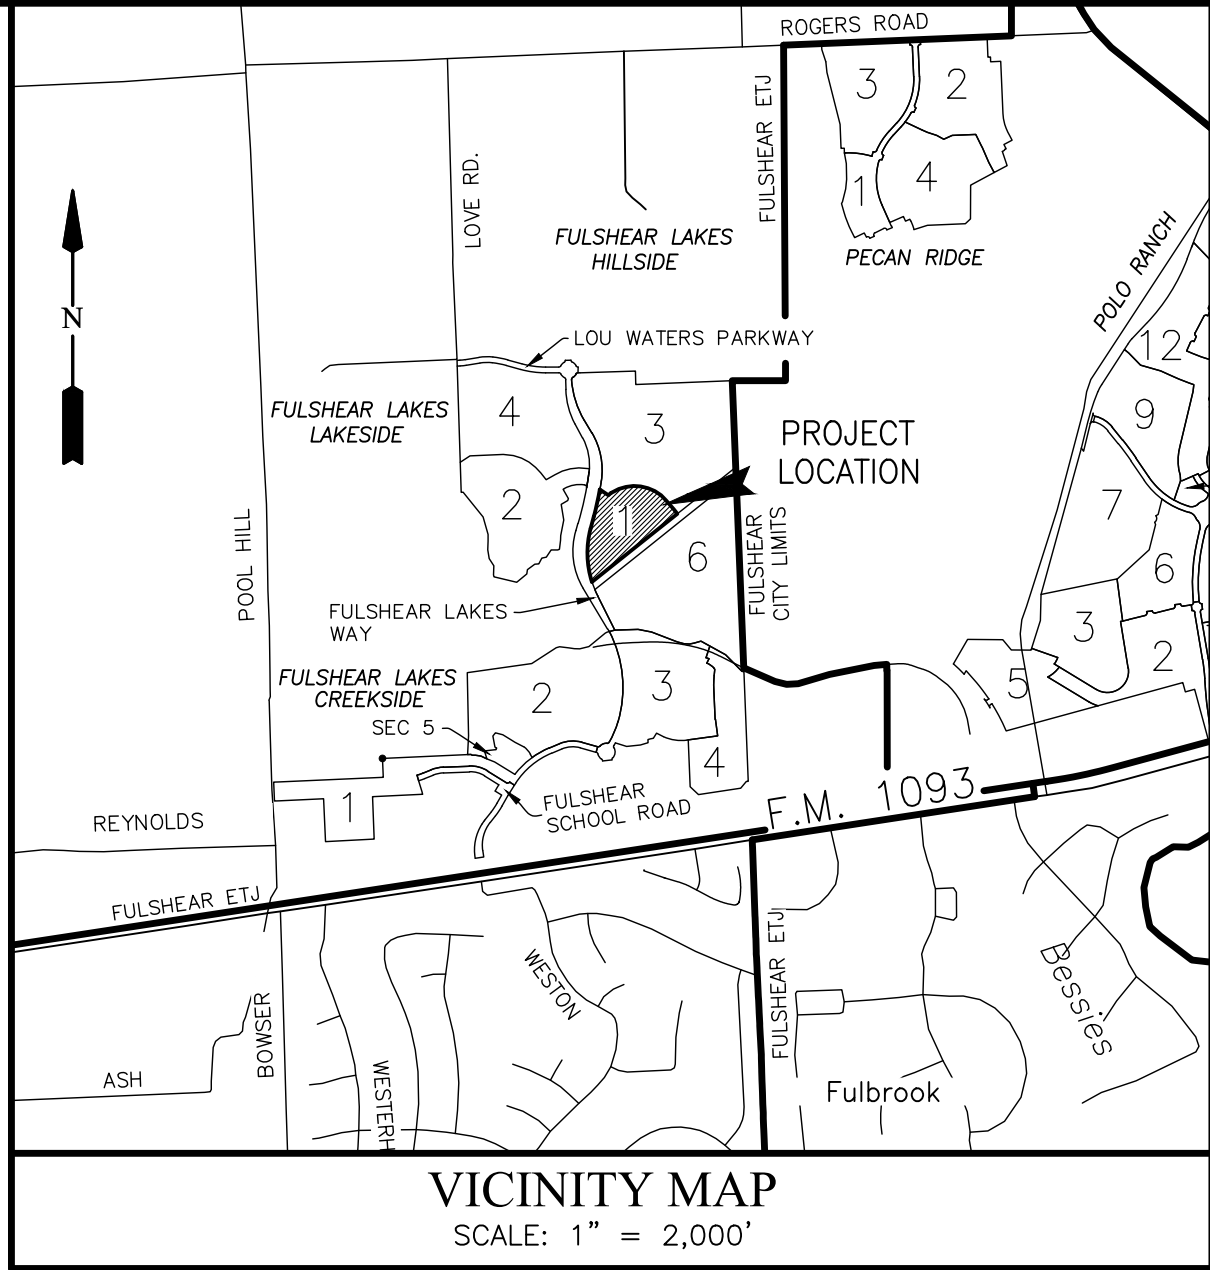 ROGERS ROAD
3
2
FULSHEAR ETJ
LOVE RD.
1
4
FULSHEAR LAKES
HILLSIDE
PECAN RIDGE
POLO RANCH
N
LOU WATERS PARKWAY
12
FULSHEAR LAKES
LAKESIDE
4
3
9
PROJECT
LOCATION
2
1
7
POOL HILL
FULSHEAR
CITY LIMITS
6
6
FULSHEAR LAKES
WAY
3
2
FULSHEAR LAKES
CREEKSIDE
2
3
5
SEC 5
4
1
FULSHEAR
SCHOOL ROAD
F.M. 1093
REYNOLDS
FULSHEAR ETJ
FULSHEAR ETJ
WESTON
Bessies
BOWSER
ASH
WESTERH
Fulbrook
VICINITY MAP
SCALE: 1" = 2,000'